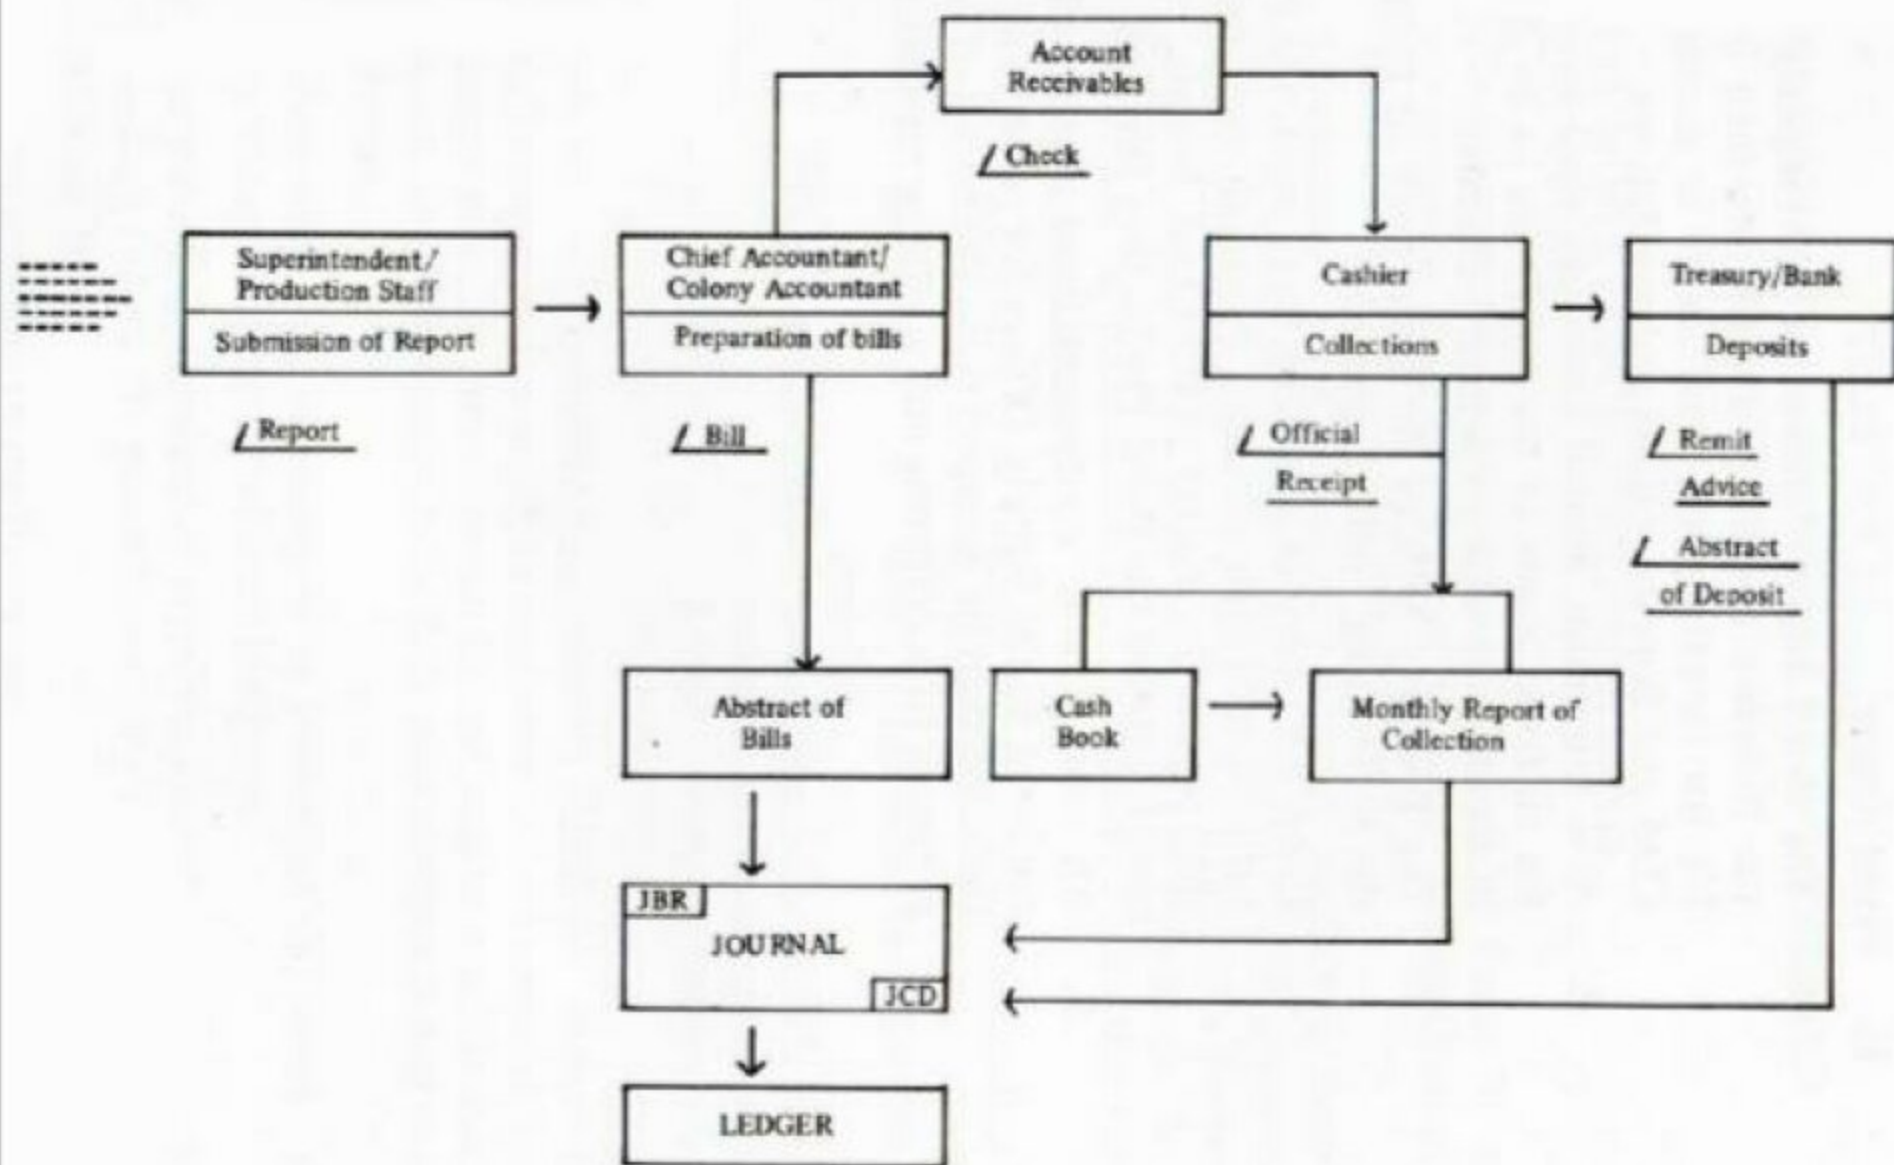 Account
Receivables
/ Check
Superintendent/
Production Staff
Submission of Report
/ Report
Chief Accountant/
Colony Accountant
Preparation of bills
/ Bill
Cashier
Collections
/ Official
Receipt
Treasury/Bank
Deposits
/ Remit
Advice
/ Abstract
of Deposit
Abstract of
Bills
Cash
Book
Monthly Report of
Collection
JBR
JOURNAL
JCD
LEDGER